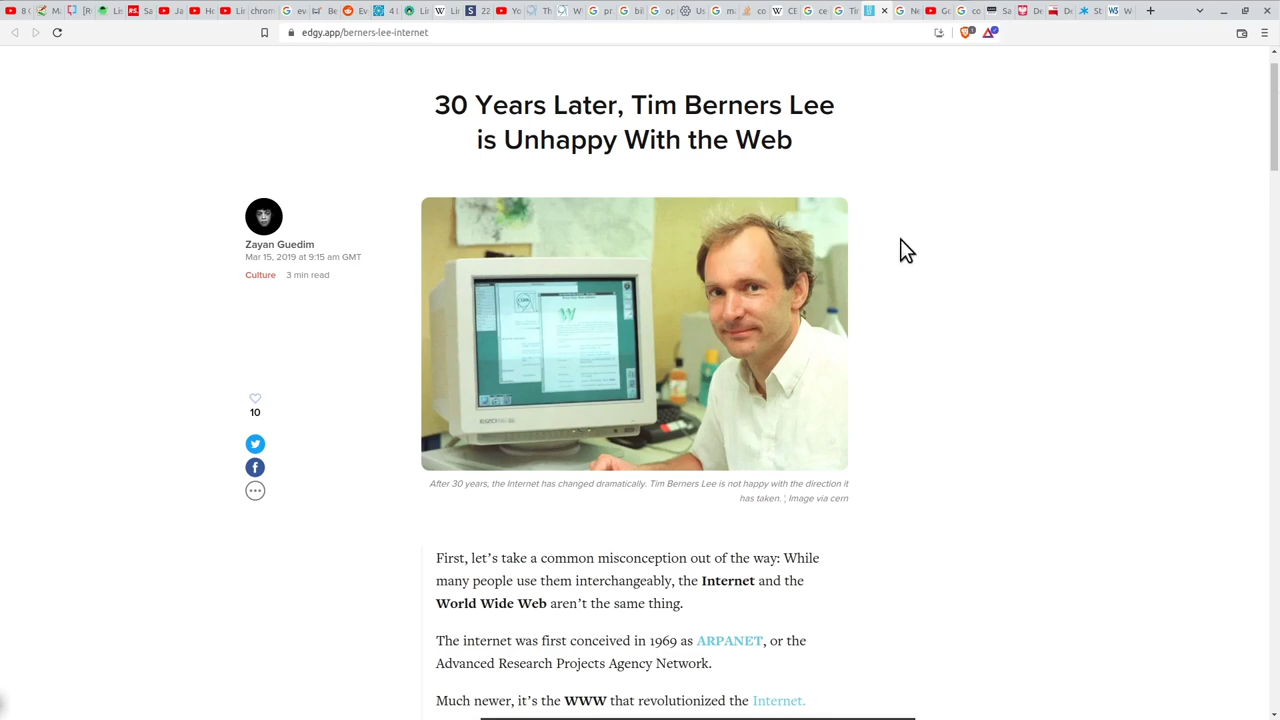 edgy.app/berners-lee-internet
30 Years Later, Tim Berners Lee
is Unhappy With the Web
Zayan Guedim
Mar 15, 2019 at 9:15 am GMT
Culture 3 min read
10
After 30 years, the Internet has changed dramatically. Tim Berners Lee is not happy with the direction it
has taken. ¦ Image via cern
First, let’s take a common misconception out of the way: While
many people use them interchangeably, the Internet and the
World Wide Web aren’t the same thing.
The internet was first conceived in 1969 as ARPANET, or the
Advanced Research Projects Agency Network.
Much newer, it’s the WWW that revolutionized the Internet.